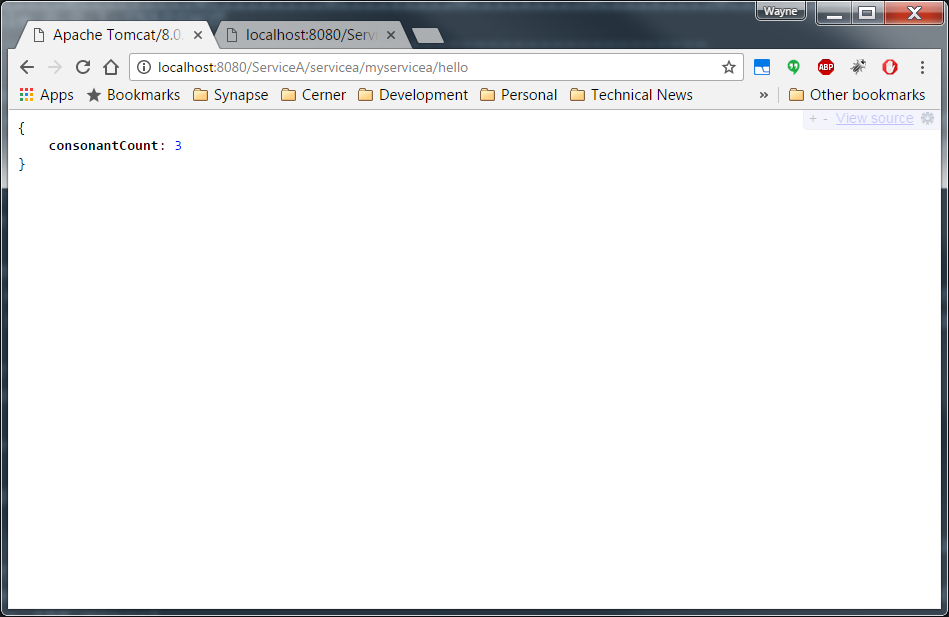 Wayne
Apache Tomcat/8.0. localhost:8080/Servi
localhost:8080/ServiceA/servicea/myservicea/hello ABP
Apps Bookmarks Synapse Cerner Development Personal Technical News » Other bookmarks
+ - View source
{
consonantCount: 3
}